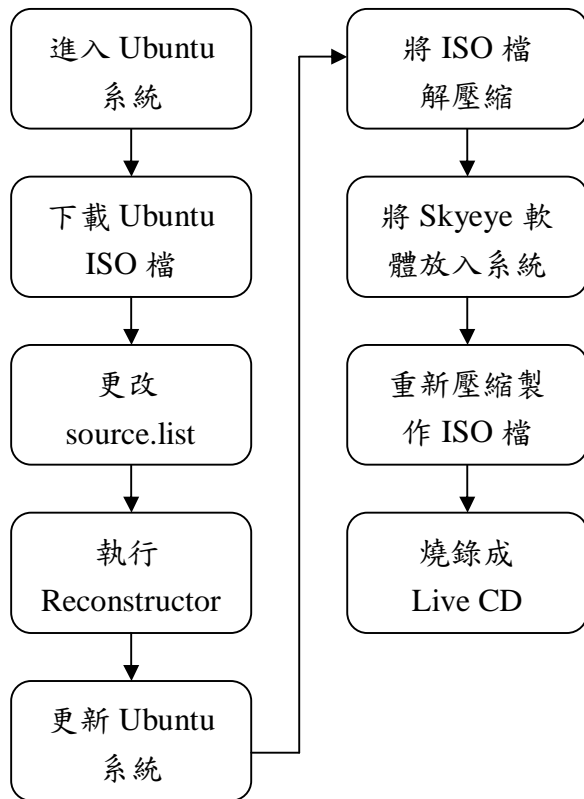 進入 Ubuntu
系統
下載 Ubuntu
ISO 檔
更改
source.list
執行
Reconstructor
更新 Ubuntu
系統
將 ISO 檔
解壓縮
將 Skyeye 軟
體放入系統
重新壓縮製
作 ISO 檔
燒錄成
Live CD